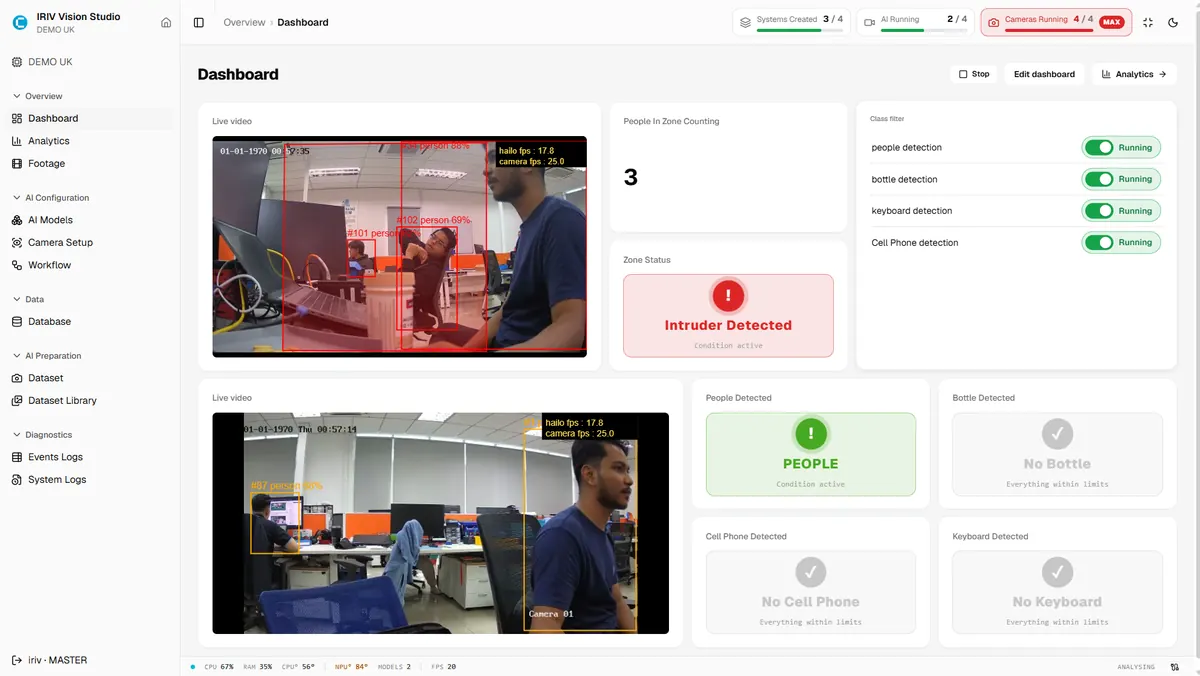 IRIV Vision Studio
DEMO UK
Overview › Dashboard
Systems Created 3 / 4
AI Running 2 / 4
Cameras Running 4 / 4 MAX
DEMO UK
Overview
Dashboard
Analytics
Footage
AI Configuration
AI Models
Camera Setup
Workflow
Data
Database
AI Preparation
Dataset
Dataset Library
Diagnostics
Events Logs
System Logs
iriv · MASTER
Dashboard
Stop
Edit dashboard
Analytics →
Live video
01-01-1970 00:57:35
person 88%
hailo fps : 17.8
camera fps : 25.0
#102 person 69%
#101 person
People In Zone Counting
3
Zone Status
!
Intruder Detected
Condition active
Class filter
people detection Running
bottle detection Running
keyboard detection Running
Cell Phone detection Running
Live video
01-01-1970 Thu 00:57:14
hailo fps : 17.8
camera fps : 25.0
#87 person
Camera 01
People Detected
!
PEOPLE
Condition active
Bottle Detected
No Bottle
Everything within limits
Cell Phone Detected
No Cell Phone
Everything within limits
Keyboard Detected
No Keyboard
Everything within limits
CPU 67% RAM 35% CPU° 56° NPU° 84° MODELS 2 FPS 20
ANALYSING